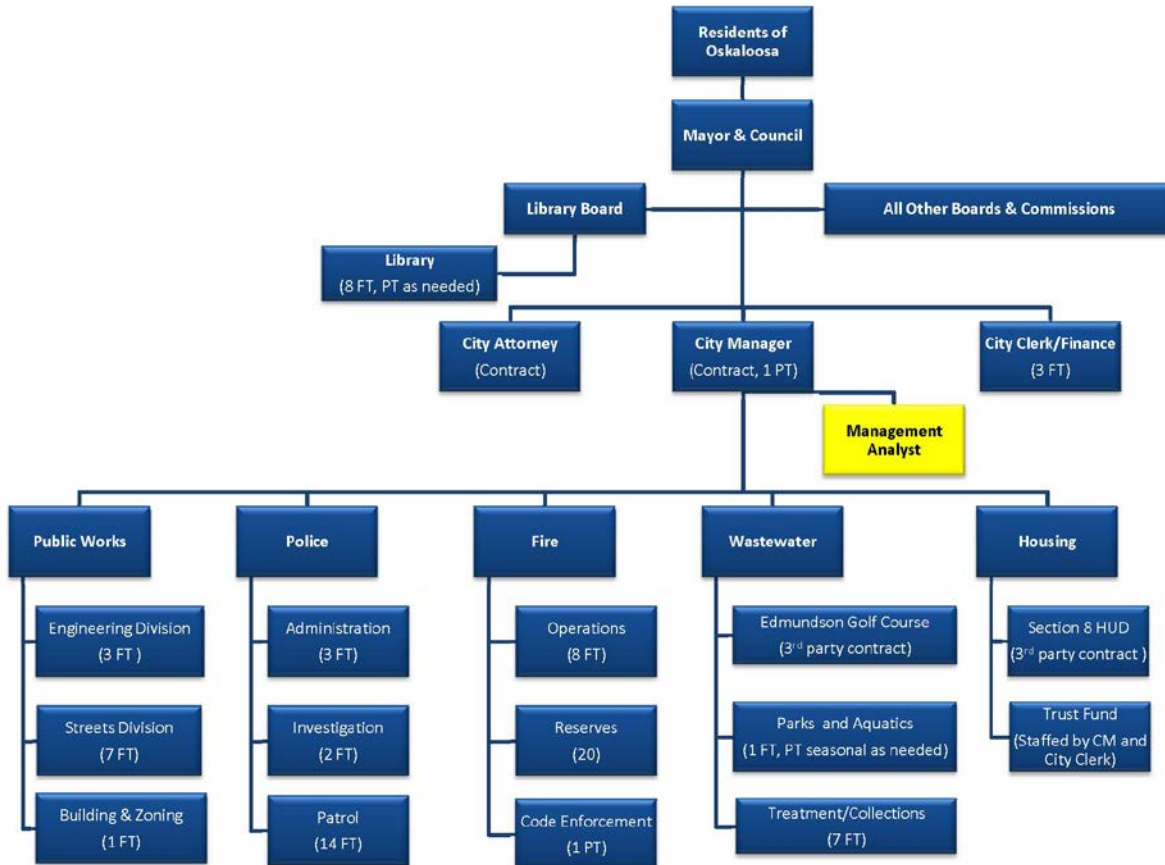 Residents of
Oskaloosa
Mayor & Council
Library Board
All Other Boards & Commissions
Library
(8 FT, PT as needed)
City Attorney
(Contract)
City Manager
(Contract, 1 PT)
City Clerk/Finance
(3 FT)
Management
Analyst
Public Works
Police
Fire
Wastewater
Housing
Engineering Division
(3 FT )
Administration
(3 FT)
Operations
(8 FT)
Edmundson Golf Course
(3rd party contract)
Section 8 HUD
(3rd party contract )
Streets Division
(7 FT)
Investigation
(2 FT)
Reserves
(20)
Parks and Aquatics
(1 FT, PT seasonal as needed)
Trust Fund
(Staffed by CM and
City Clerk)
Building & Zoning
(1 FT)
Patrol
(14 FT)
Code Enforcement
(1 PT)
Treatment/Collections
(7 FT)